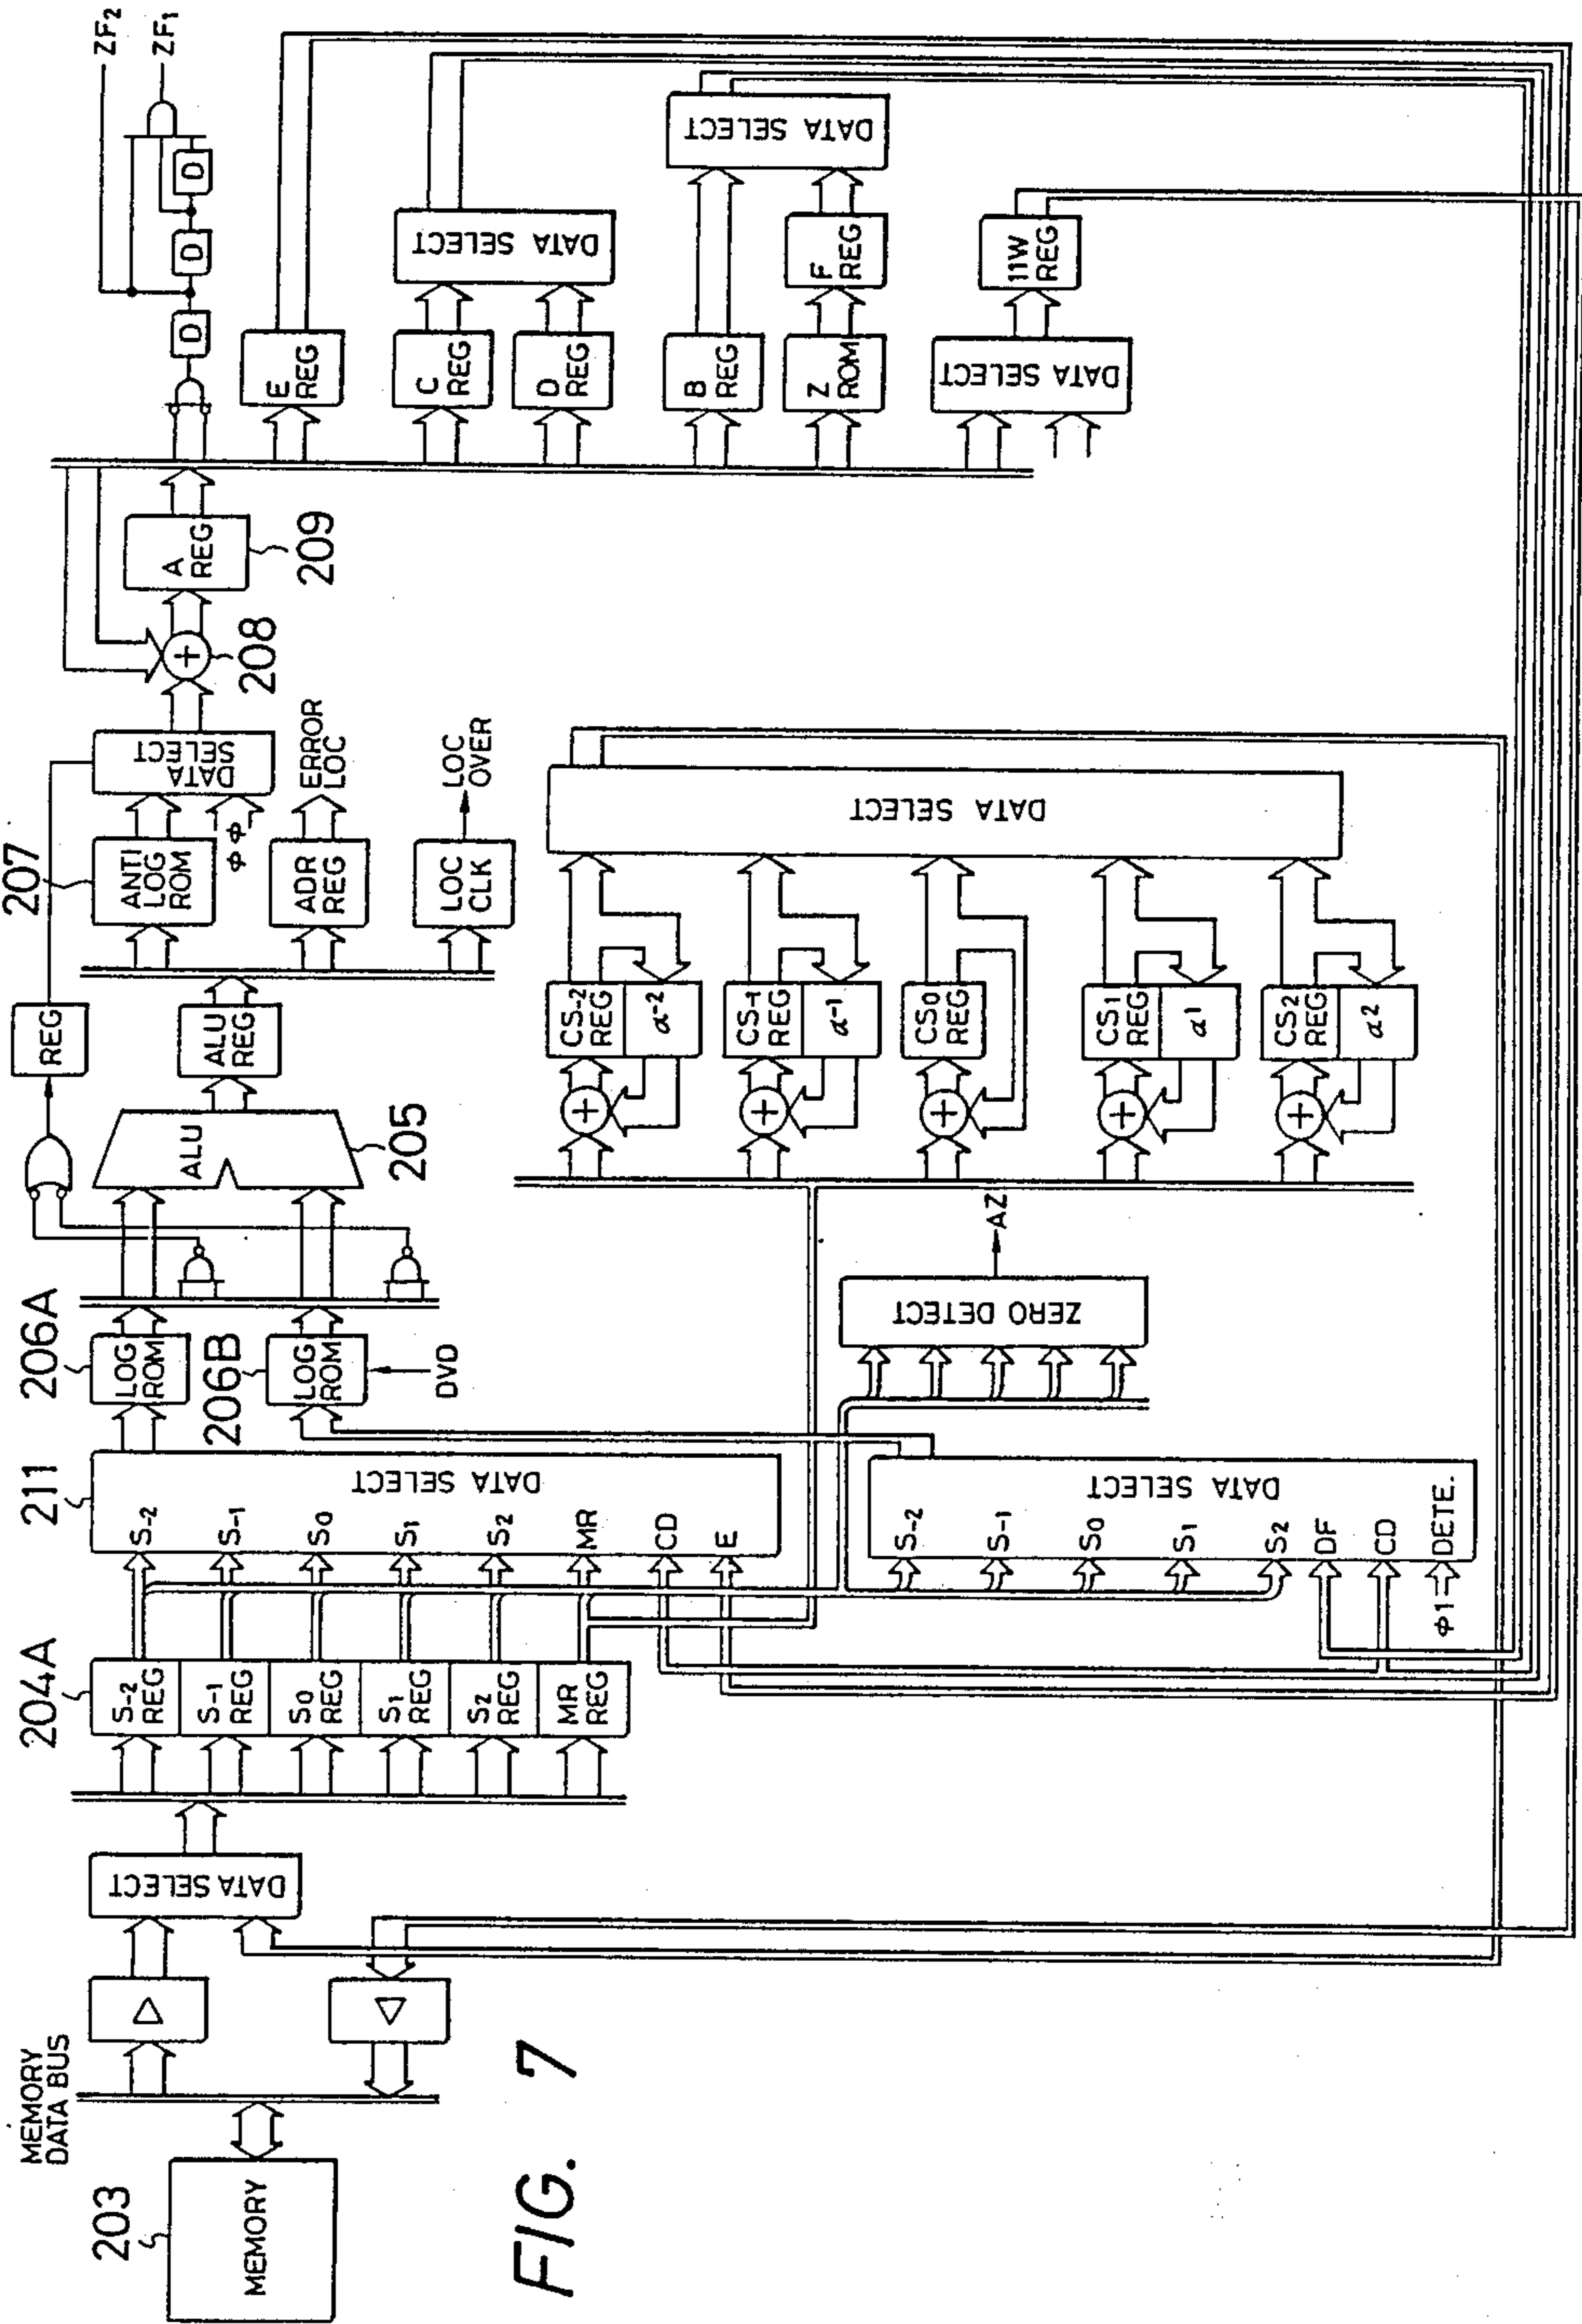 MEMORY
DATA BUS
203
MEMORY
FIG. 7
DATA SELECT
204A
S-2
REG
S-1
REG
S0
REG
S1
REG
S2
REG
MR
REG
211
S-2
S-1
S0
S1
S2
MR
CD
E
DATA SELECT
S-2
S-1
S0
S1
S2
DF
CD
DETE.
φ1
DATA SELECT
206A
LOG
ROM
206B
LOG
ROM
DVD
ZERO DETECT
AZ
ALU
205
REG
ALU
REG
207
ANTI
LOG
ROM
φφ
DATA
SELECT
ADR
REG
ERROR
LOC
LOC
CLK
LOC
OVER
CS-2
REG
α-2
CS-1
REG
α-1
CS0
REG
CS1
REG
α1
CS2
REG
α2
DATA SELECT
208
A
REG
209
D
D
D
ZF2
ZF1
E
REG
C
REG
D
REG
DATA SELECT
B
REG
Z
ROM
F
REG
DATA SELECT
DATA SELECT
11W
REG